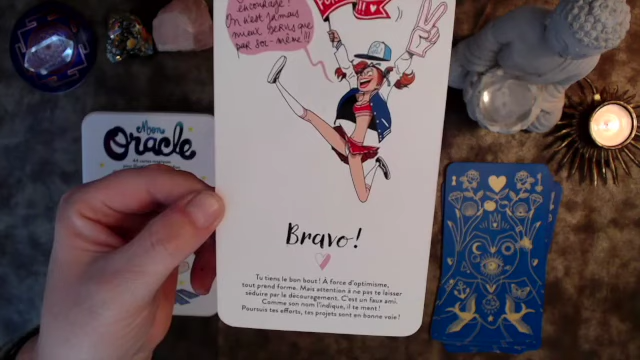 encourage!
On n'est jamais
mieux servis que
par soi-même!!!
Bravo!
Tu tiens le bon bout! À force d'optimisme,
tout prend forme. Mais attention à ne pas te laisser
séduire par le découragement. C'est un faux ami.
Comme son nom l'indique, il te ment!
Poursuis tes efforts, tes projets sont en bonne voie!
Mon
Oracle